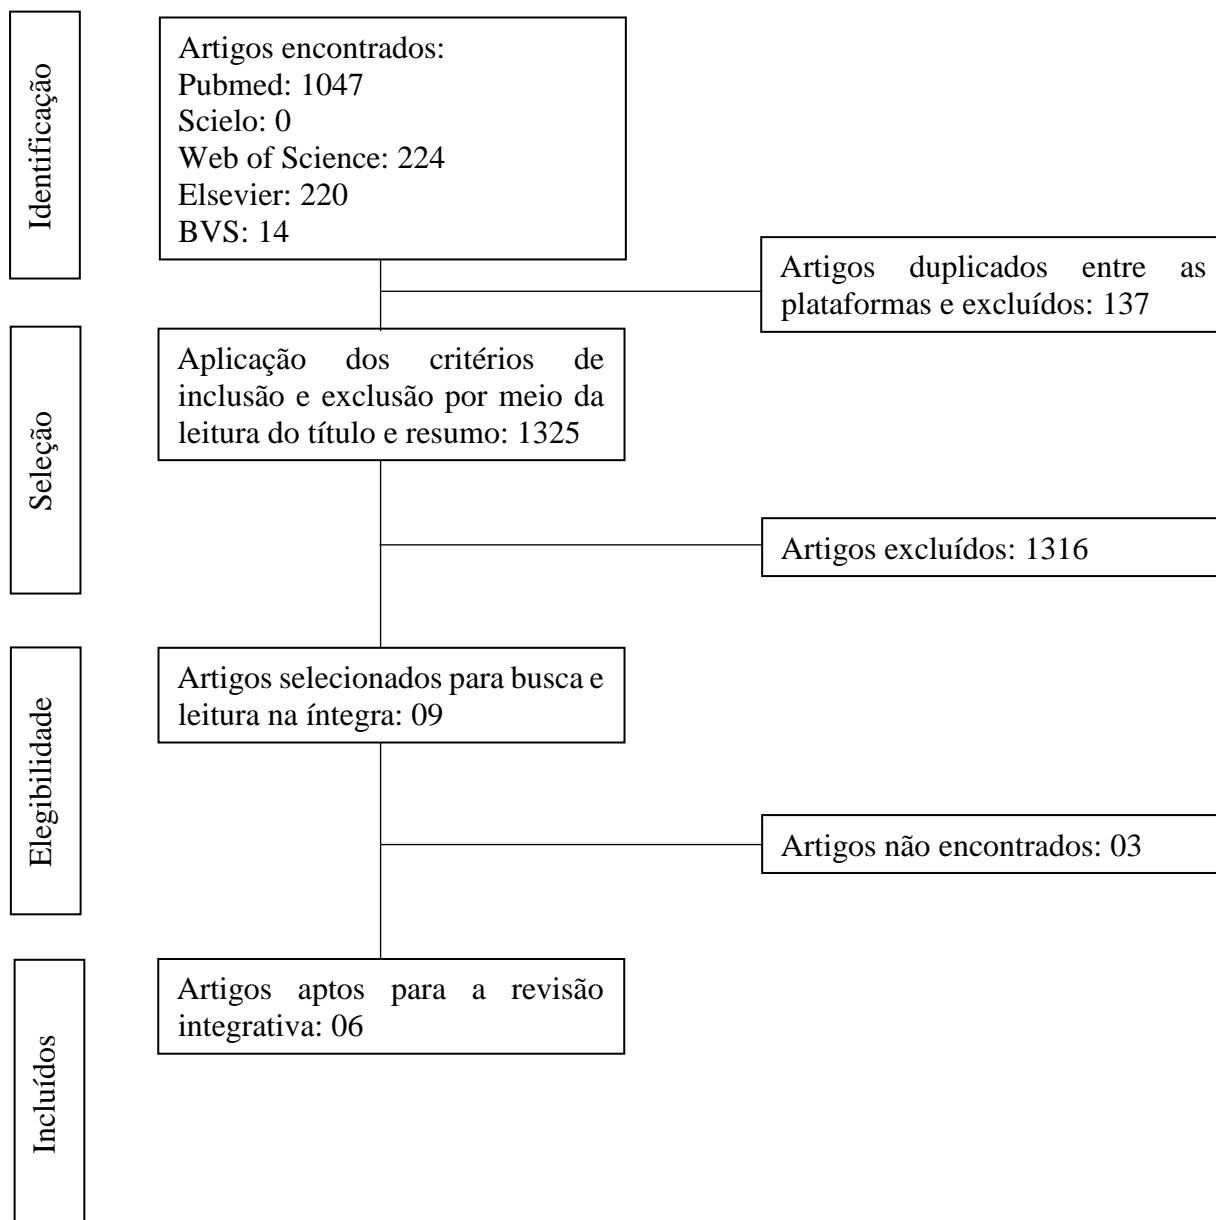 Identificação
Artigos encontrados:
Pubmed: 1047
Scielo: 0
Web of Science: 224
Elsevier: 220
BVS: 14
Artigos duplicados entre as
plataformas e excluídos: 137
Seleção
Aplicação dos critérios de
inclusão e exclusão por meio da
leitura do título e resumo: 1325
Artigos excluídos: 1316
Elegibilidade
Artigos selecionados para busca e
leitura na íntegra: 09
Artigos não encontrados: 03
Incluídos
Artigos aptos para a revisão
integrativa: 06